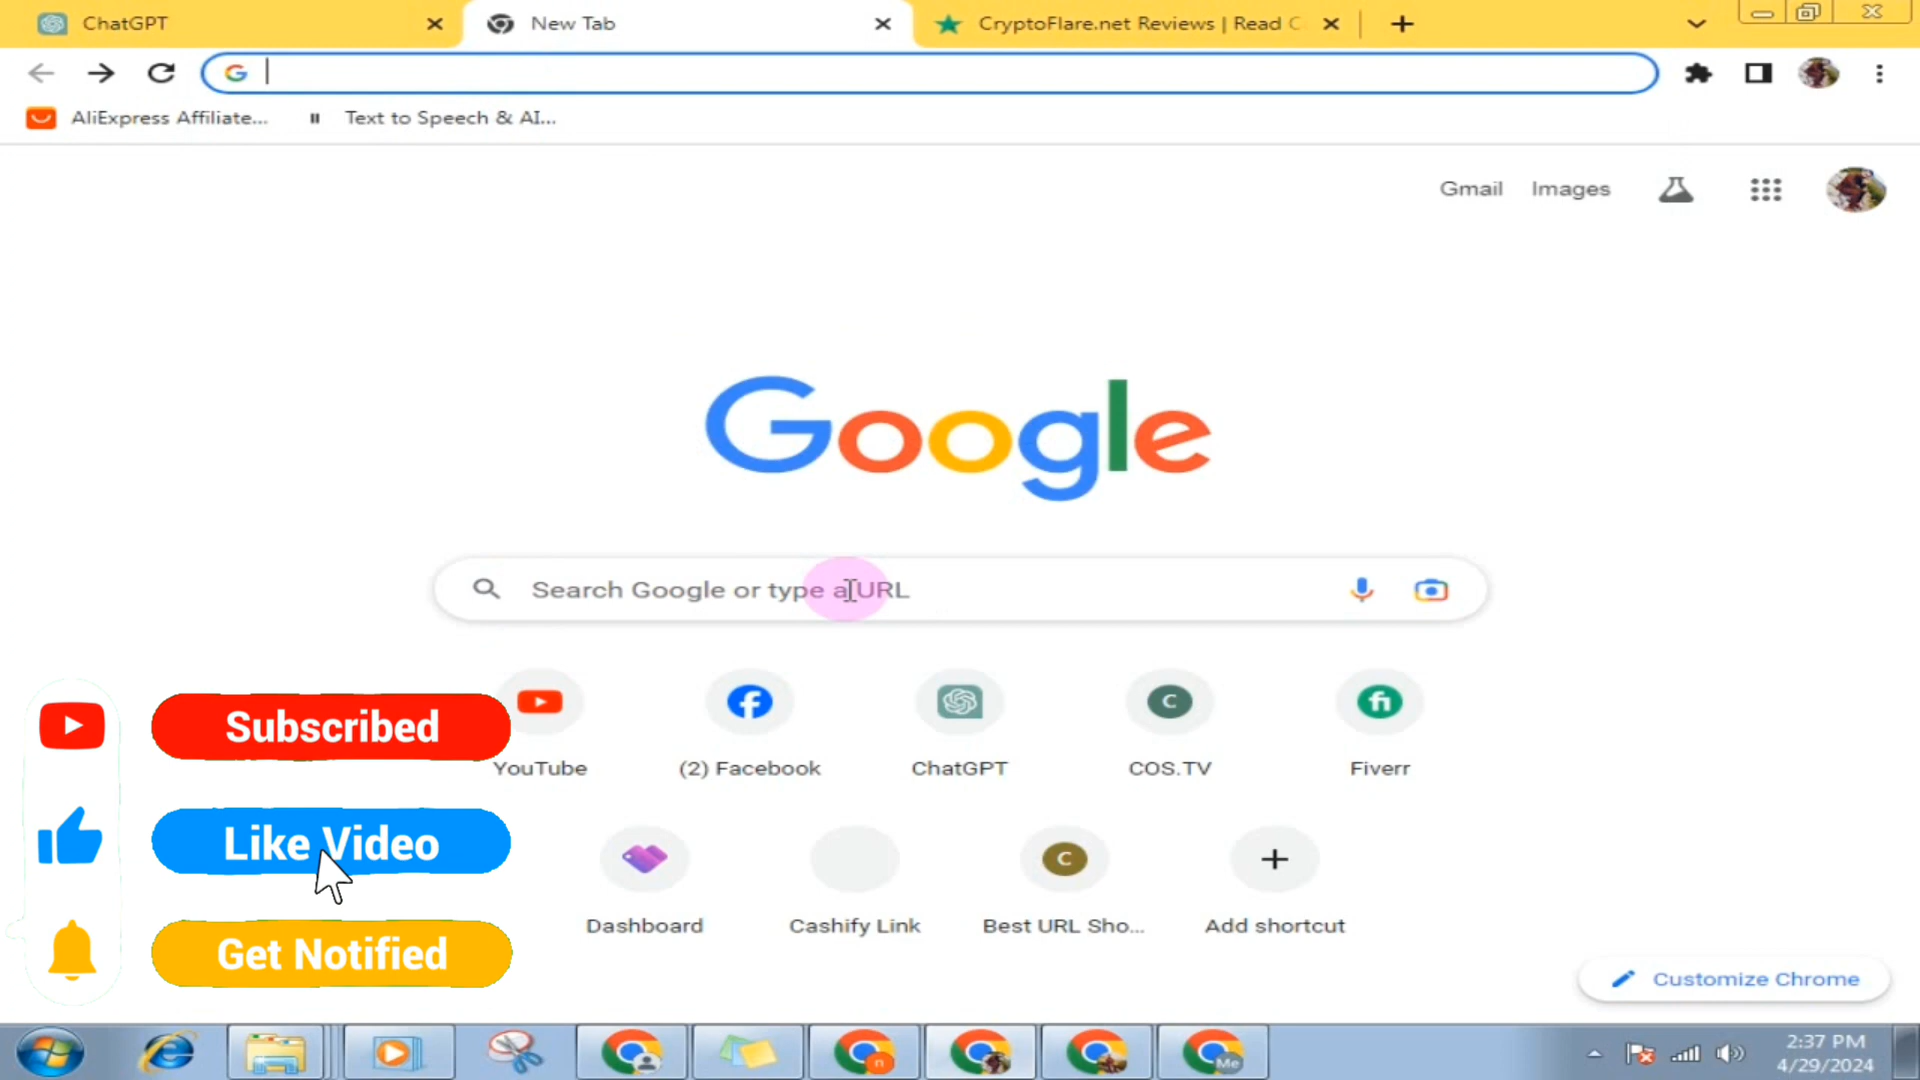 ChatGPT
New Tab
CryptoFlare.net Reviews | Read C
AliExpress Affiliate...
Text to Speech & AI...
Gmail
Images
Google
Search Google or type a URL
YouTube
(2) Facebook
ChatGPT
C
COS.TV
fi
Fiverr
Dashboard
Cashify Link
C
Best URL Sho...
Add shortcut
Subscribed
Like Video
Get Notified
Customize Chrome
n
Me
2:37 PM
4/29/2024